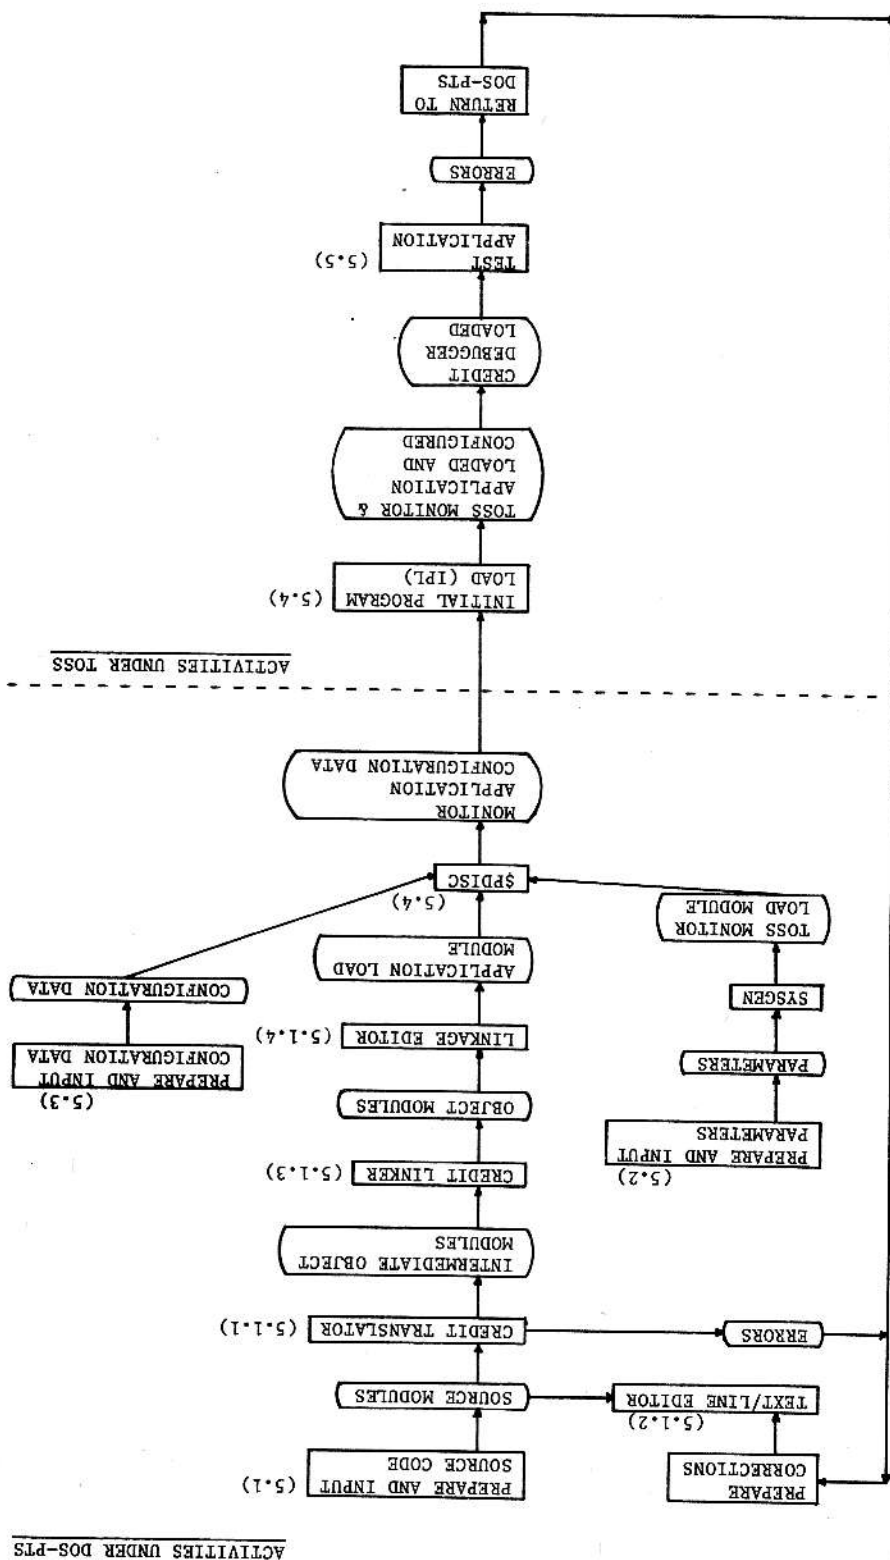 ACTIVITIES UNDER DOS-PTS
PREPARE
CORRECTIONS
PREPARE AND INPUT
SOURCE CODE
(5.1)
(5.1.2)
TEXT/LINE EDITOR
SOURCE MODULES
ERRORS
CREDIT TRANSLATOR
(5.1.1)
INTERMEDIATE OBJECT
MODULES
(5.2)
PREPARE AND INPUT
PARAMETERS
CREDIT LINKER
(5.1.3)
OBJECT MODULES
(5.3)
PREPARE AND INPUT
CONFIGURATION DATA
PARAMETERS
LINKAGE EDITOR
(5.1.4)
SYSGEN
CONFIGURATION DATA
APPLICATION LOAD
MODULE
TOSS MONITOR
LOAD MODULE
(5.4)
$PDISC
MONITOR
APPLICATION
CONFIGURATION DATA
ACTIVITIES UNDER TOSS
INITIAL PROGRAM
LOAD (IPL)
(5.4)
TOSS MONITOR &
APPLICATION
LOADED AND
CONFIGURED
CREDIT
DEBUGGER
LOADED
TEST
APPLICATION
(5.5)
ERRORS
RETURN TO
DOS-PTS